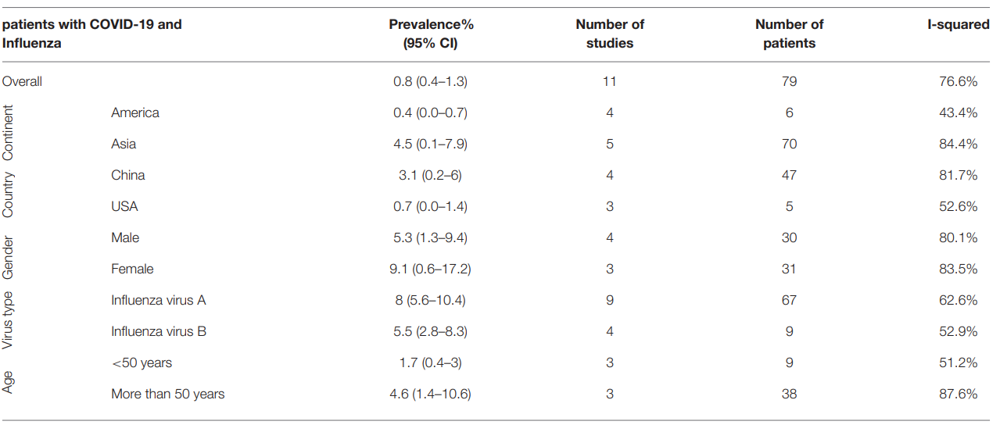 patients with COVID-19 and Influenza Prevalence% (95% CI) Number of studies Number of patients I-squared
Overall 0.8 (0.4–1.3) 11 79 76.6%
Continent
America 0.4 (0.0–0.7) 4 6 43.4%
Asia 4.5 (0.1–7.9) 5 70 84.4%
Country
China 3.1 (0.2–6) 4 47 81.7%
USA 0.7 (0.0–1.4) 3 5 52.6%
Gender
Male 5.3 (1.3–9.4) 4 30 80.1%
Female 9.1 (0.6–17.2) 3 31 83.5%
Virus type
Influenza virus A 8 (5.6–10.4) 9 67 62.6%
Influenza virus B 5.5 (2.8–8.3) 4 9 52.9%
Age
<50 years 1.7 (0.4–3) 3 9 51.2%
More than 50 years 4.6 (1.4–10.6) 3 38 87.6%